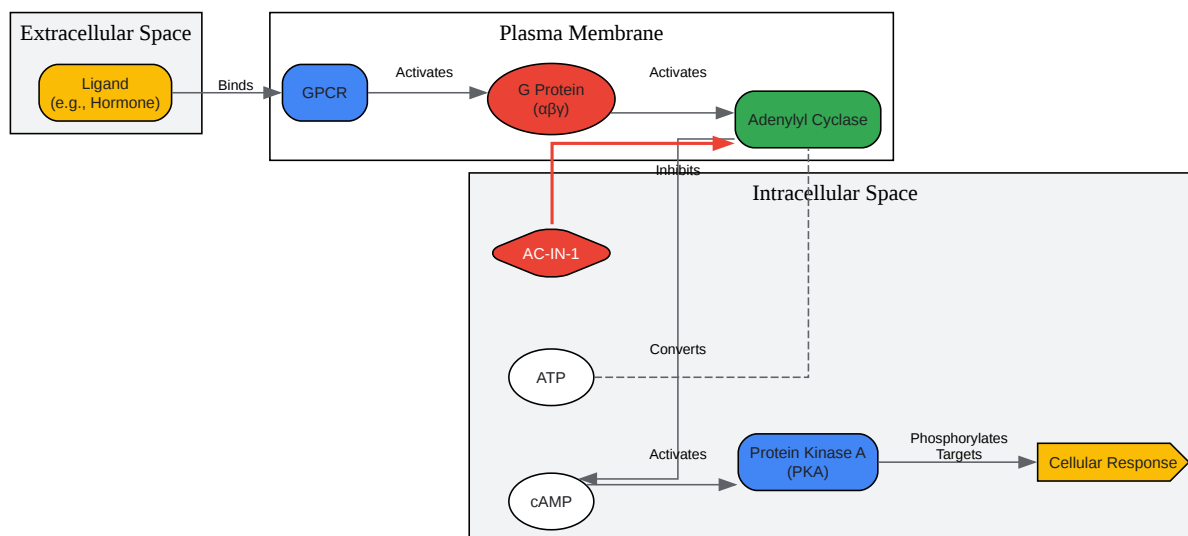 Extracellular Space
Plasma Membrane
Ligand
(e.g., Hormone)
Binds
GPCR
Activates
G Protein
(αβγ)
Activates
Adenylyl Cyclase
Inhibits
Intracellular Space
AC-IN-1
Converts
ATP
Activates
Protein Kinase A
(PKA)
Phosphorylates
Targets
Cellular Response
cAMP